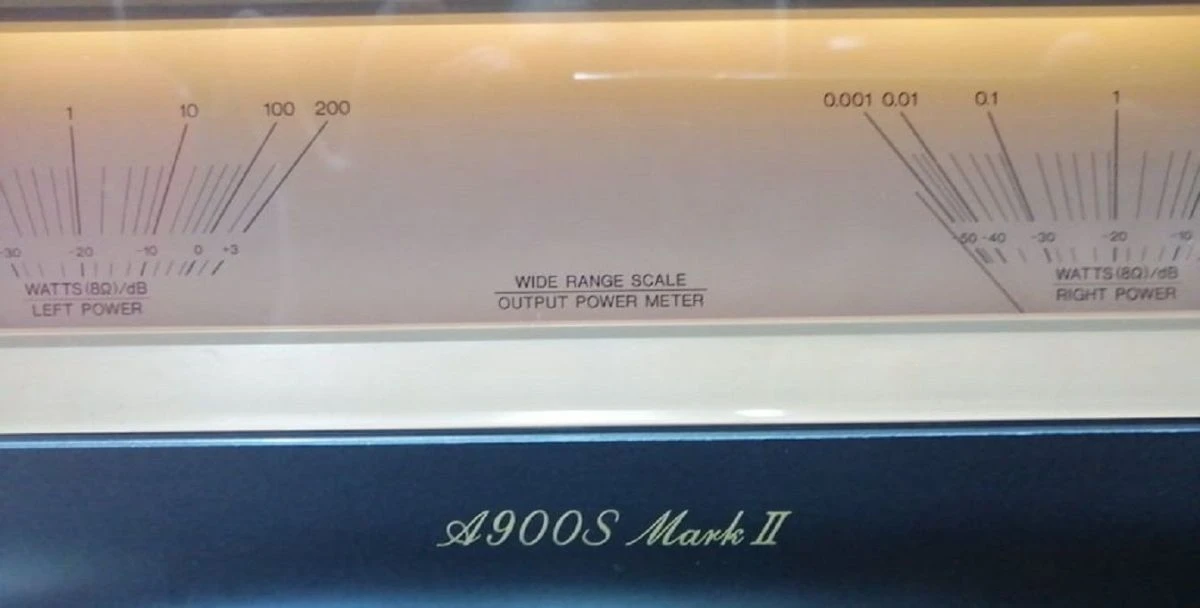 1 10 100 200
-30 -20 -10 0 +3
WATTS(8Ω)/dB
LEFT POWER
WIDE RANGE SCALE
OUTPUT POWER METER
0.001 0.01 0.1 1
-50 -40 -30 -20 -10
WATTS(8Ω)/dB
RIGHT POWER
A900S Mark II